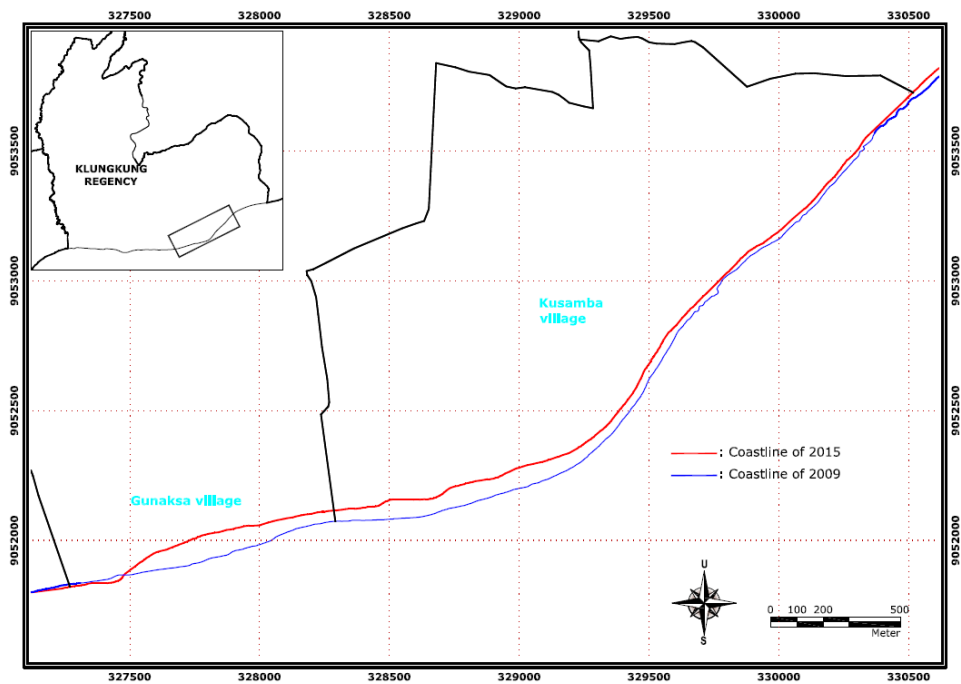 327500 328000 328500 329000 329500 330000 330500
9053500
9053000
9052500
9052000
KLUNGKUNG
REGENCY
Kusamba
village
Gunaksa village
: Coastline of 2015
: Coastline of 2009
U
S
0 100 200 500
Meter
9053500
9053000
9052500
9052000
327500 328000 328500 329000 329500 330000 330500